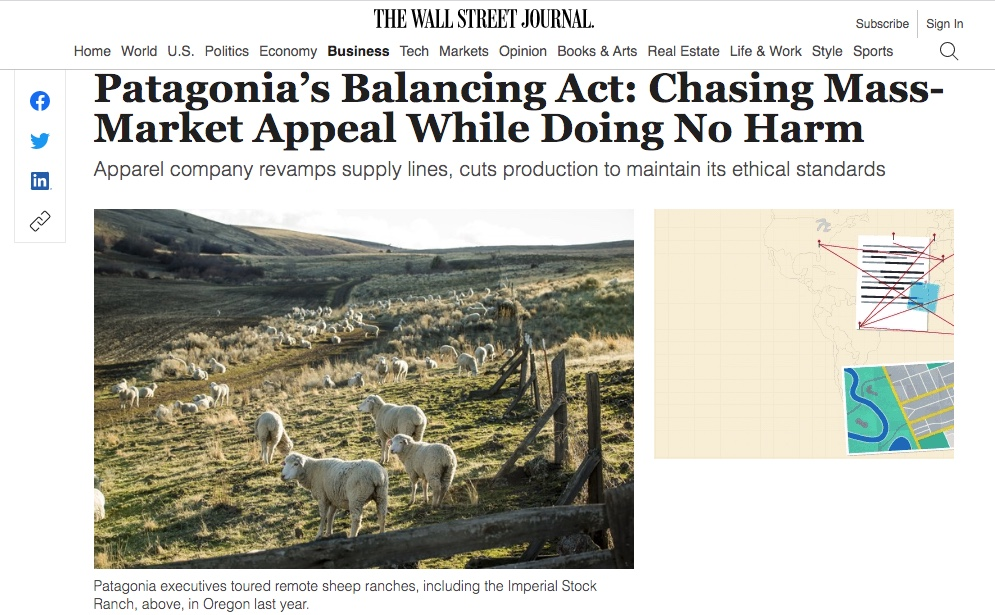 THE WALL STREET JOURNAL.
Subscribe Sign In
Home World U.S. Politics Economy Business Tech Markets Opinion Books & Arts Real Estate Life & Work Style Sports
Patagonia’s Balancing Act: Chasing Mass-
Market Appeal While Doing No Harm
Apparel company revamps supply lines, cuts production to maintain its ethical standards
Patagonia executives toured remote sheep ranches, including the Imperial Stock
Ranch, above, in Oregon last year.